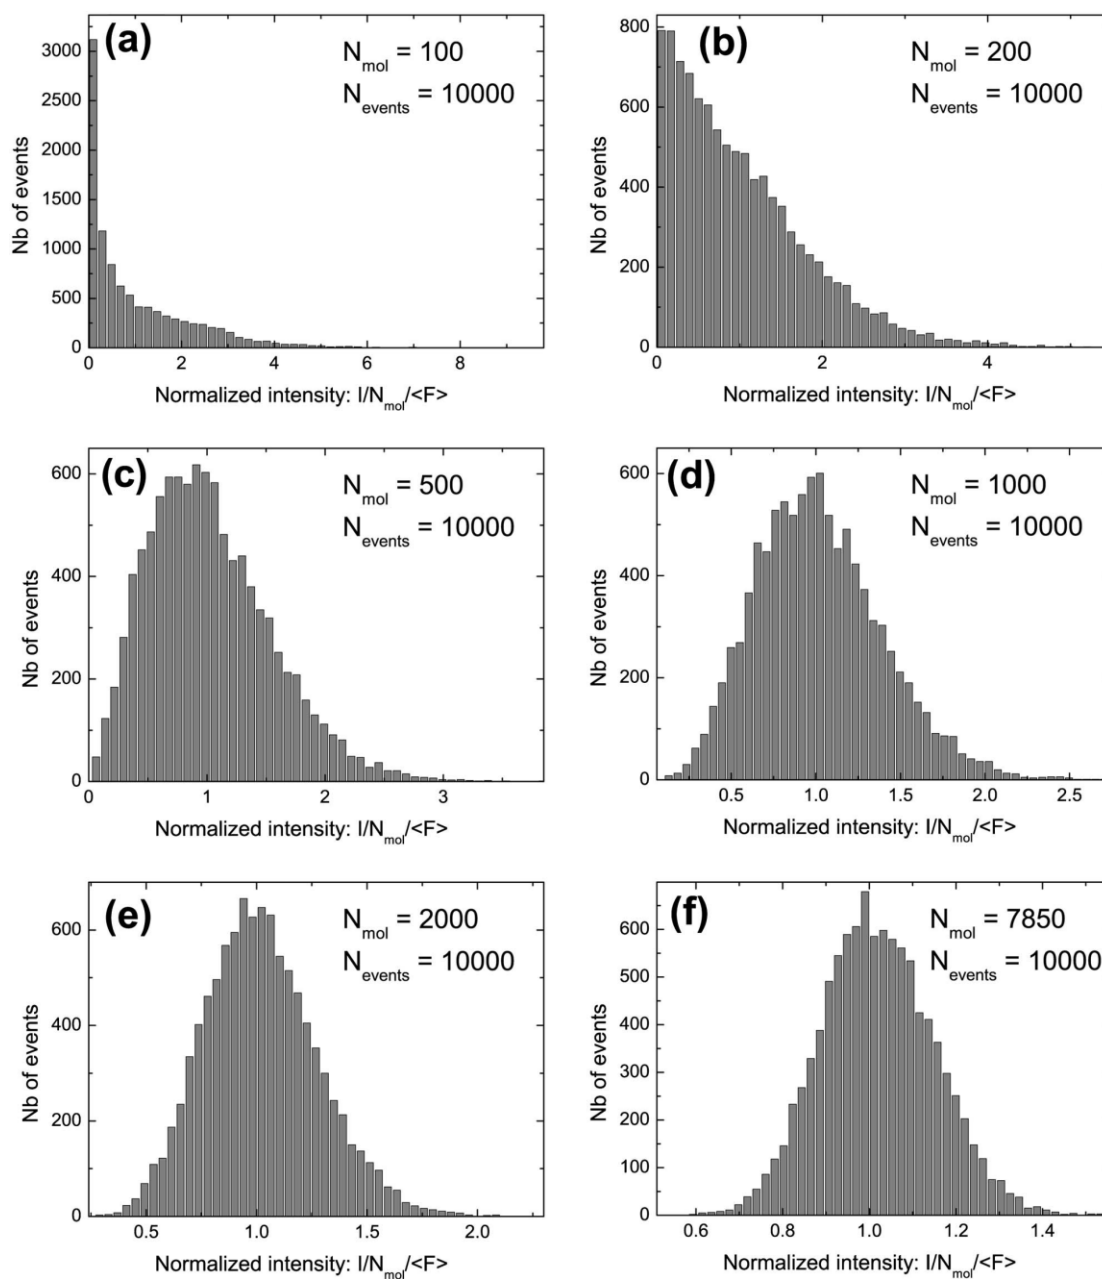 (a)
N_mol = 100
N_events = 10000
3000
2500
2000
1500
1000
500
0
Nb of events
0 2 4 6 8
Normalized intensity: I/N_mol/<F>
(b)
N_mol = 200
N_events = 10000
800
600
400
200
0
Nb of events
0 2 4
Normalized intensity: I/N_mol/<F>
(c)
N_mol = 500
N_events = 10000
600
400
200
0
Nb of events
0 1 2 3
Normalized intensity: I/N_mol/<F>
(d)
N_mol = 1000
N_events = 10000
600
400
200
0
Nb of events
0.5 1.0 1.5 2.0 2.5
Normalized intensity: I/N_mol/<F>
(e)
N_mol = 2000
N_events = 10000
600
400
200
0
Nb of events
0.5 1.0 1.5 2.0
Normalized intensity: I/N_mol/<F>
(f)
N_mol = 7850
N_events = 10000
600
500
400
300
200
100
0
Nb of events
0.6 0.8 1.0 1.2 1.4
Normalized intensity: I/N_mol/<F>